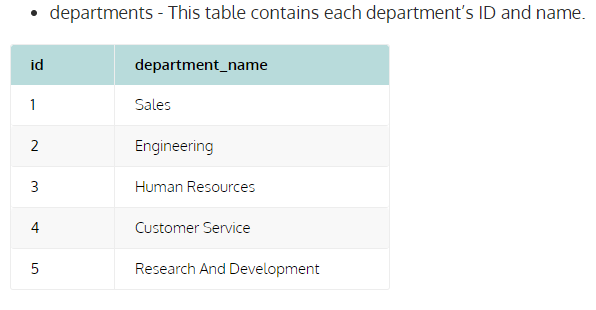 • departments - This table contains each department's ID and name.
id department_name
1 Sales
2 Engineering
3 Human Resources
4 Customer Service
5 Research And Development